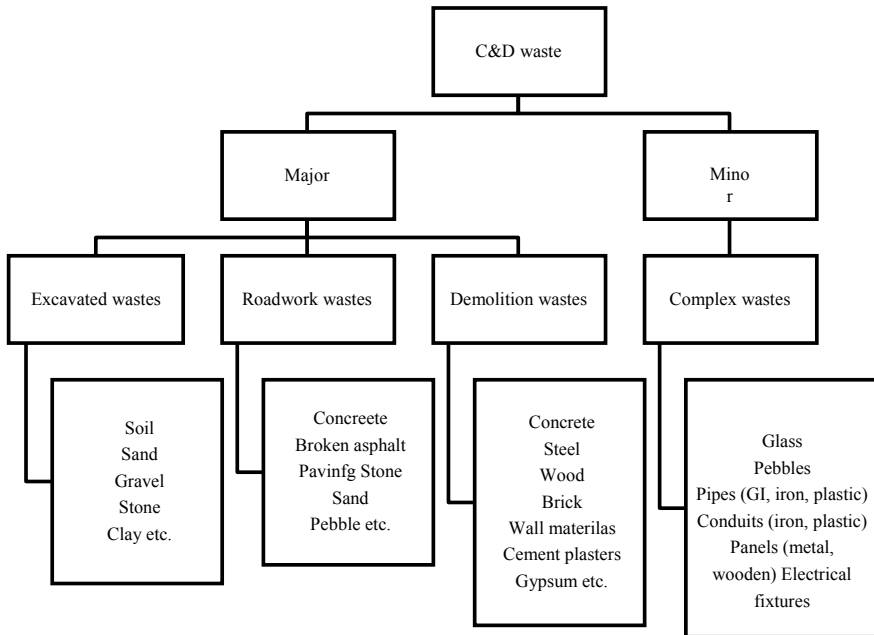 C&D waste
Major
Mino
r
Excavated wastes
Roadwork wastes
Demolition wastes
Complex wastes
Soil
Sand
Gravel
Stone
Clay etc.
Concreete
Broken asphalt
Pavinfg Stone
Sand
Pebble etc.
Concrete
Steel
Wood
Brick
Wall materilas
Cement plasters
Gypsum etc.
Glass
Pebbles
Pipes (GI, iron, plastic)
Conduits (iron, plastic)
Panels (metal,
wooden) Electrical
fixtures